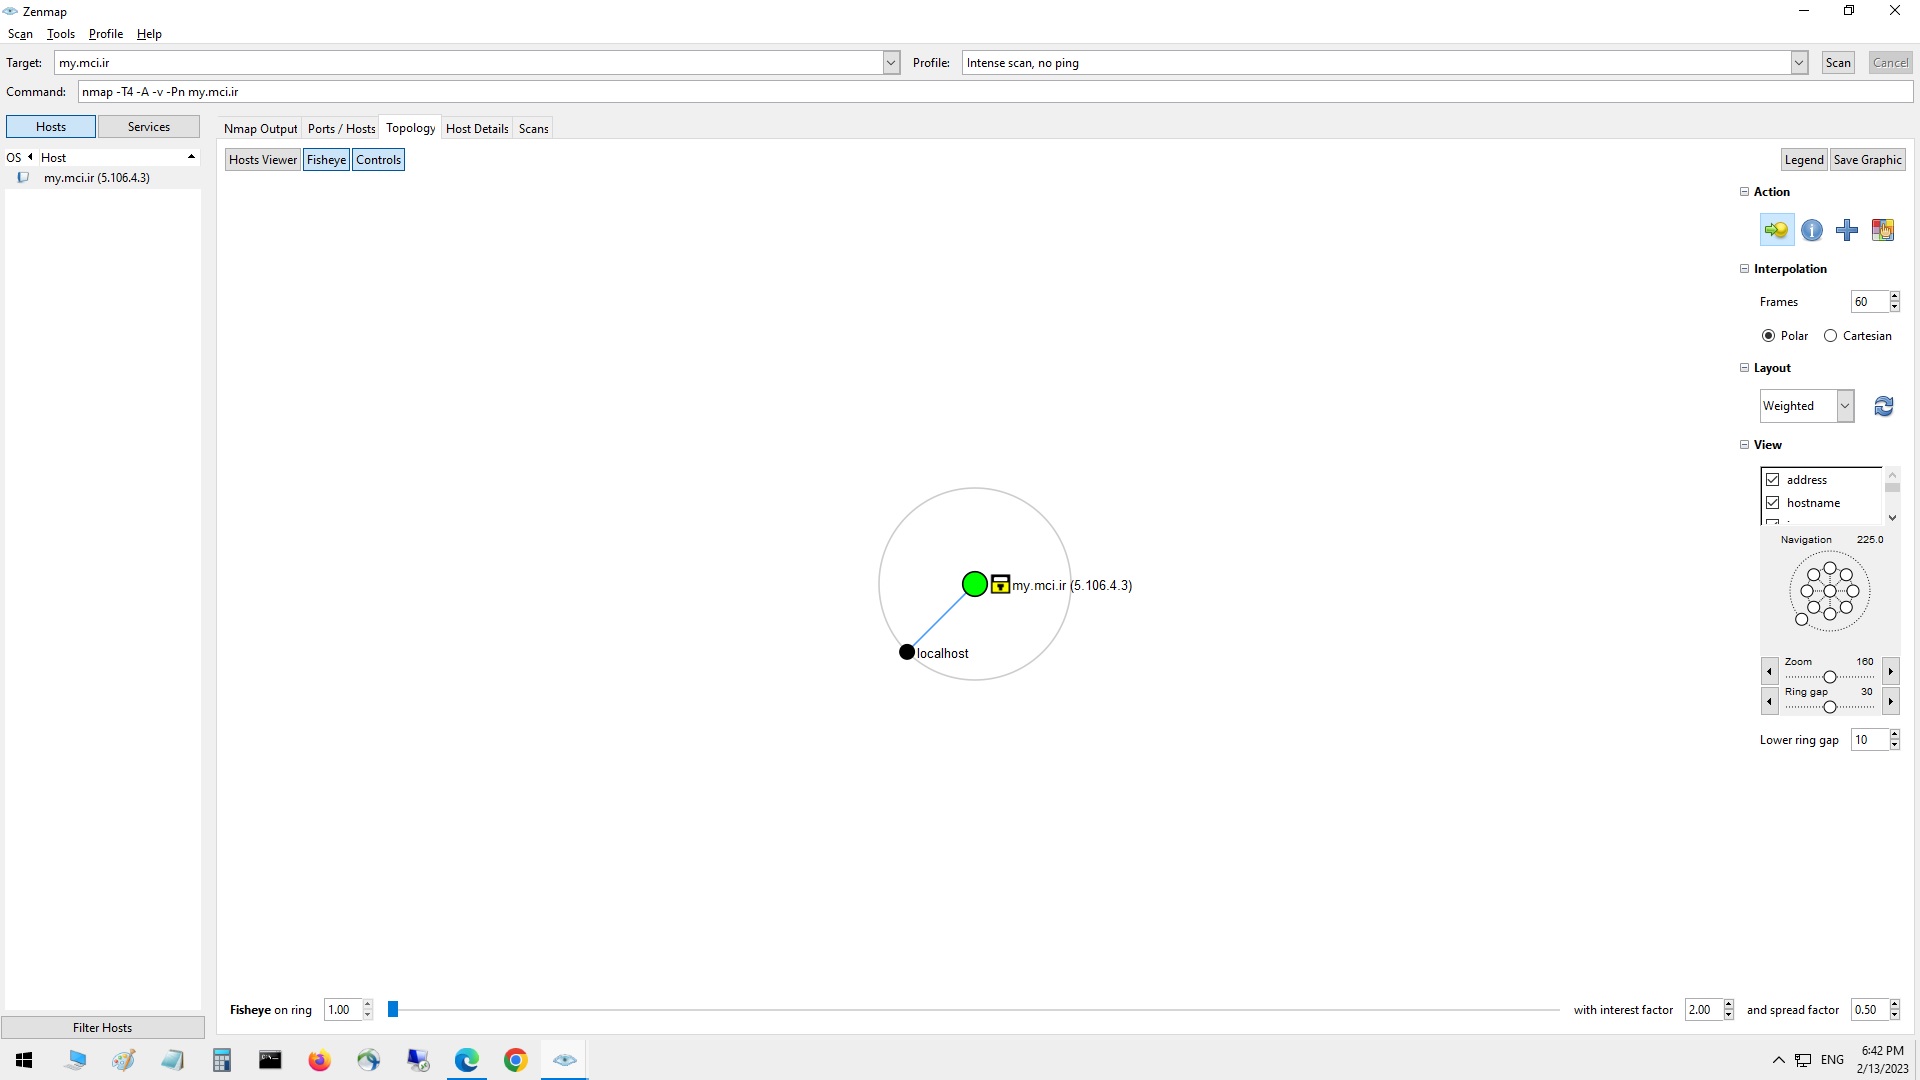 Zenmap
Scan Tools Profile Help
Target: my.mci.ir Profile: Intense scan, no ping Scan Cancel
Command: nmap -T4 -A -v -Pn my.mci.ir
Hosts Services
Nmap Output Ports / Hosts Topology Host Details Scans
OS Host
my.mci.ir (5.106.4.3)
Hosts Viewer Fisheye Controls
Legend Save Graphic
Action
Interpolation
Frames 60
Polar Cartesian
Layout
Weighted
View
address
hostname
Navigation 225.0
Zoom 160
Ring gap 30
Lower ring gap 10
my.mci.ir (5.106.4.3)
localhost
Fisheye on ring 1.00 with interest factor 2.00 and spread factor 0.50
Filter Hosts
ENG
6:42 PM
2/13/2023